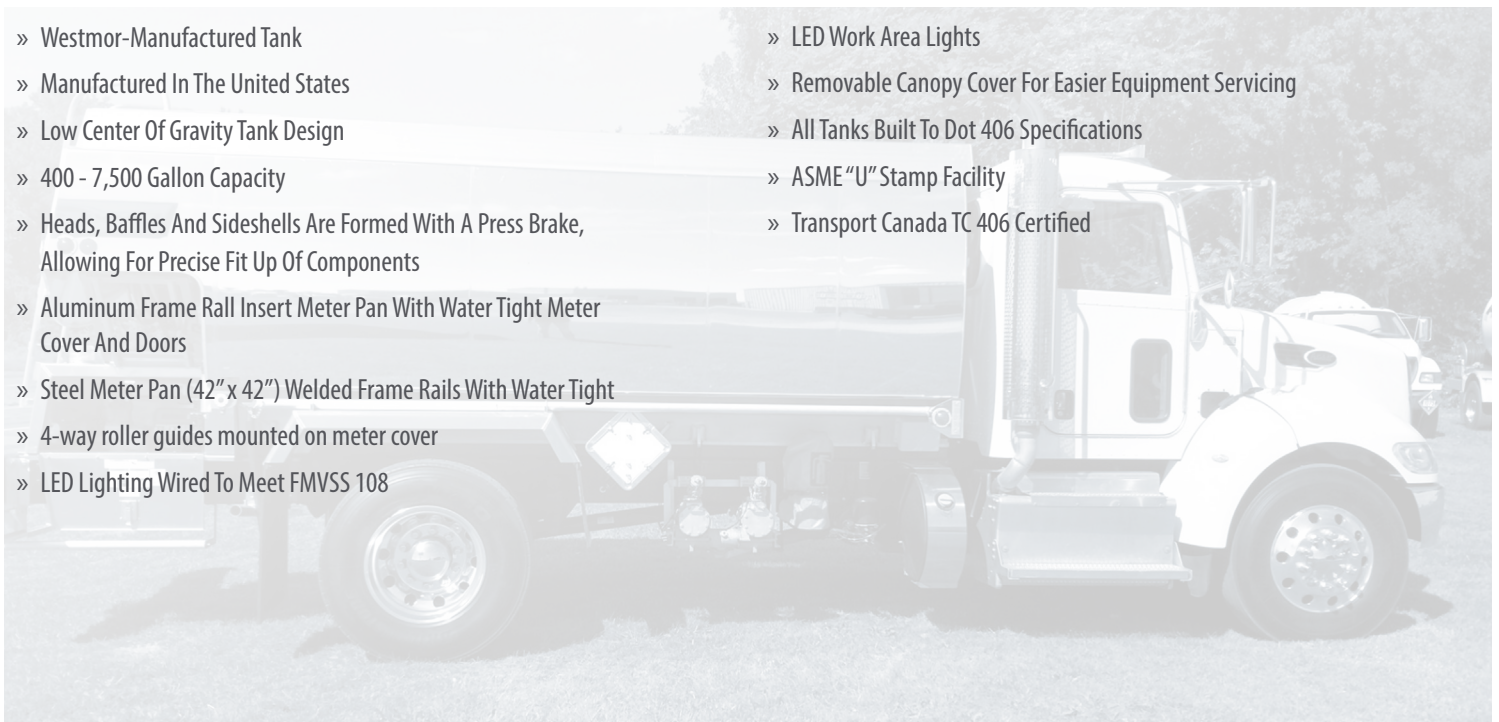 » Westmor-Manufactured Tank
» Manufactured In The United States
» Low Center Of Gravity Tank Design
» 400 - 7,500 Gallon Capacity
» Heads, Baffles And Sideshells Are Formed With A Press Brake,
Allowing For Precise Fit Up Of Components
» Aluminum Frame Rall Insert Meter Pan With Water Tight Meter
Cover And Doors
» Steel Meter Pan (42” x 42”) Welded Frame Rails With Water Tight
» 4-way roller guides mounted on meter cover
» LED Lighting Wired To Meet FMVSS 108
» LED Work Area Lights
» Removable Canopy Cover For Easier Equipment Servicing
» All Tanks Built To Dot 406 Specifications
» ASME “U” Stamp Facility
» Transport Canada TC 406 Certified